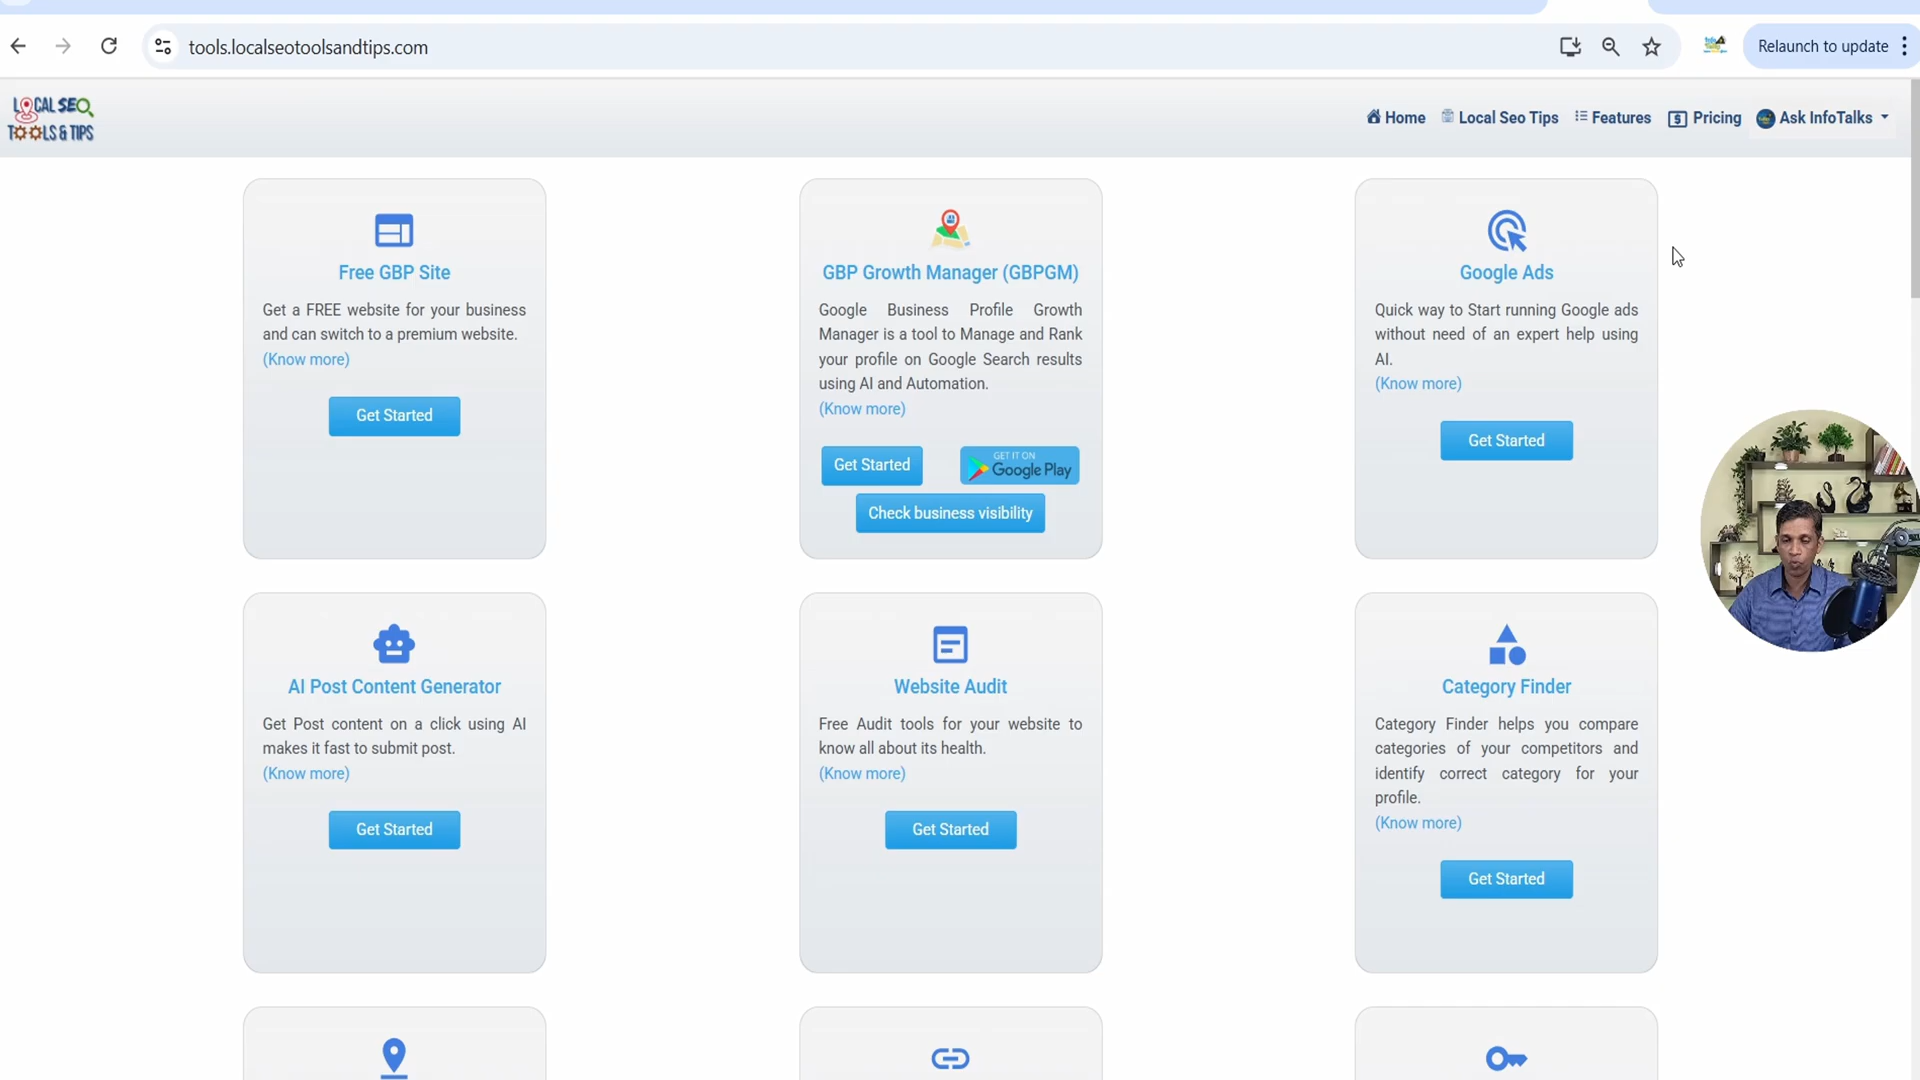 tools.localseotoolsandtips.com
Relaunch to update
LOCAL SEO
TOOLS & TIPS
Home
Local Seo Tips
Features
Pricing
Ask InfoTalks
Free GBP Site
Get a FREE website for your business
and can switch to a premium website.
(Know more)
Get Started
GBP Growth Manager (GBPGM)
Google Business Profile Growth
Manager is a tool to Manage and Rank
your profile on Google Search results
using AI and Automation.
(Know more)
Get Started
GET IT ON
Google Play
Check business visibility
Google Ads
Quick way to Start running Google ads
without need of an expert help using
AI.
(Know more)
Get Started
AI Post Content Generator
Get Post content on a click using AI
makes it fast to submit post.
(Know more)
Get Started
Website Audit
Free Audit tools for your website to
know all about its health.
(Know more)
Get Started
Category Finder
Category Finder helps you compare
categories of your competitors and
identify correct category for your
profile.
(Know more)
Get Started